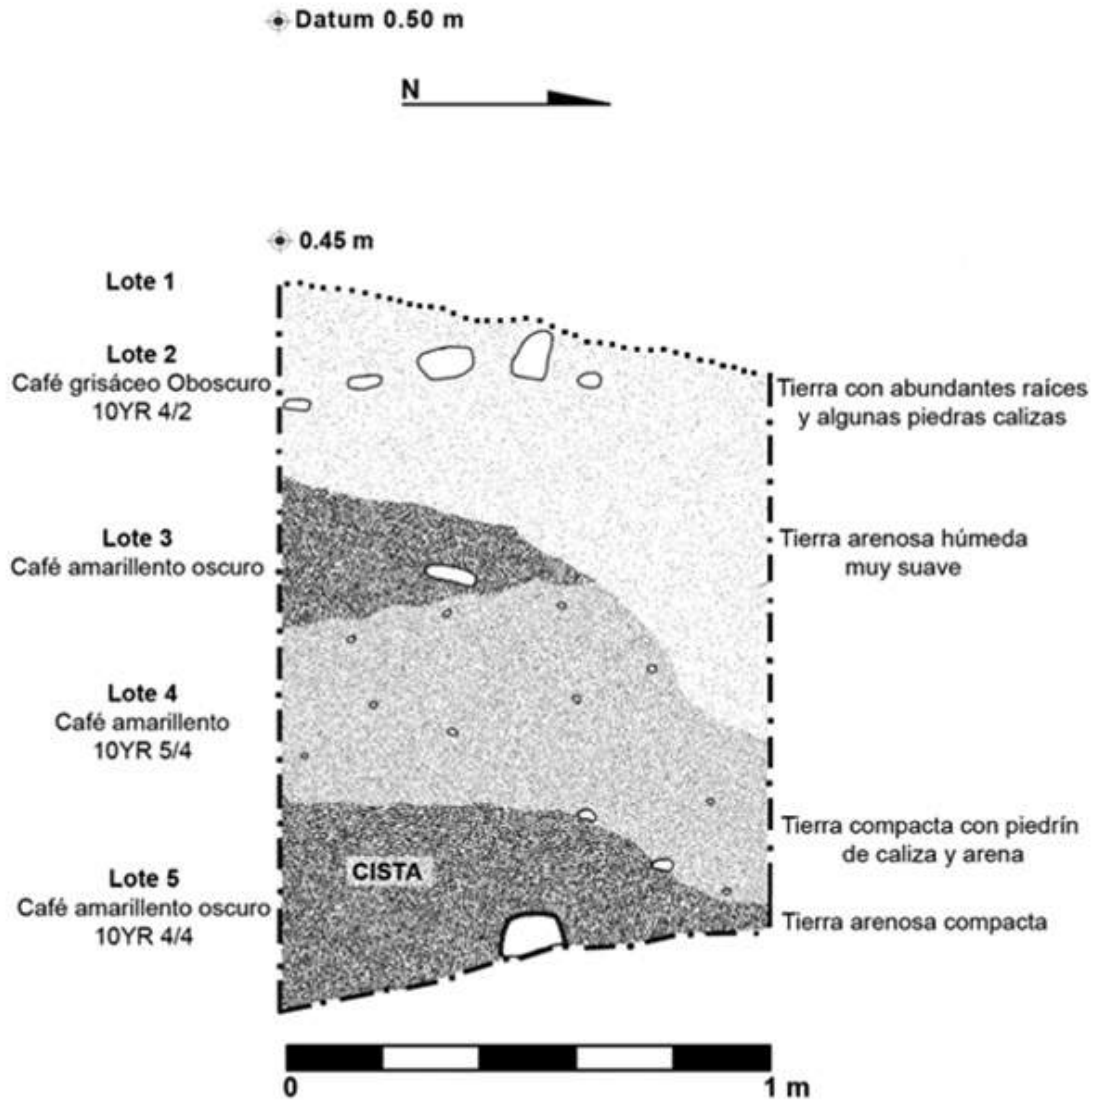 Datum 0.50 m
N
0.45 m
Lote 1
Lote 2
Café grisáceo Oboscuro
10YR 4/2
Tierra con abundantes raíces
y algunas piedras calizas
Lote 3
Café amarillento oscuro
Tierra arenosa húmeda
muy suave
Lote 4
Café amarillento
10YR 5/4
Tierra compacta con piedrín
de caliza y arena
CISTA
Lote 5
Café amarillento oscuro
10YR 4/4
Tierra arenosa compacta
0
1 m